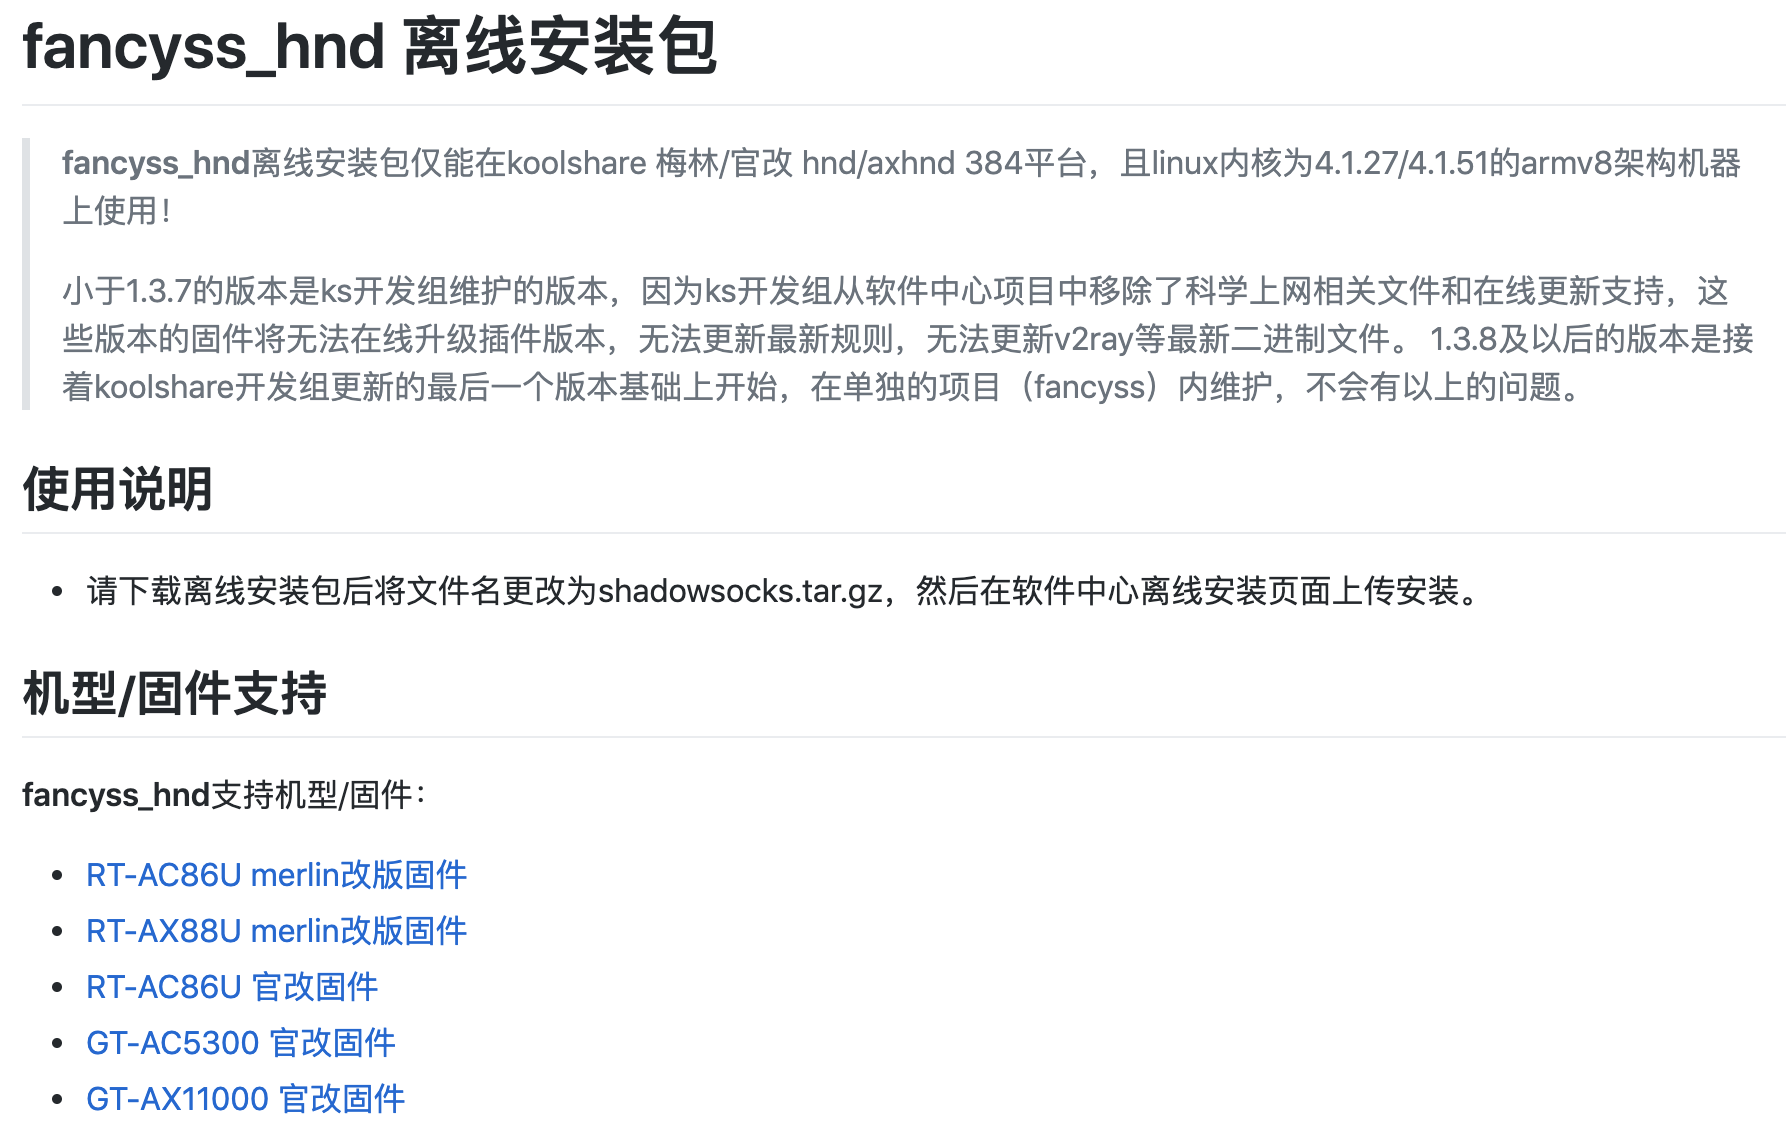 fancyss_hnd 离线安装包
fancyss_hnd离线安装包仅能在koolshare 梅林/官改 hnd/axhnd 384平台，且linux内核为4.1.27/4.1.51的armv8架构机器
上使用！
小于1.3.7的版本是ks开发组维护的版本，因为ks开发组从软件中心项目中移除了科学上网相关文件和在线更新支持，这
些版本的固件将无法在线升级插件版本，无法更新最新规则，无法更新v2ray等最新二进制文件。 1.3.8及以后的版本是接
着koolshare开发组更新的最后一个版本基础上开始，在单独的项目（fancyss）内维护，不会有以上的问题。
使用说明
• 请下载离线安装包后将文件名更改为shadowsocks.tar.gz，然后在软件中心离线安装页面上传安装。
机型/固件支持
fancyss_hnd支持机型/固件：
• RT-AC86U merlin改版固件
• RT-AX88U merlin改版固件
• RT-AC86U 官改固件
• GT-AC5300 官改固件
• GT-AX11000 官改固件